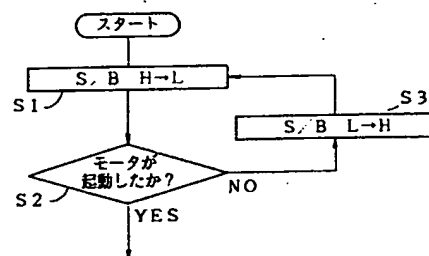 スタート
S/B H→L
S1
S3
S/B L→H
モータが
起動したか?
S2
NO
YES